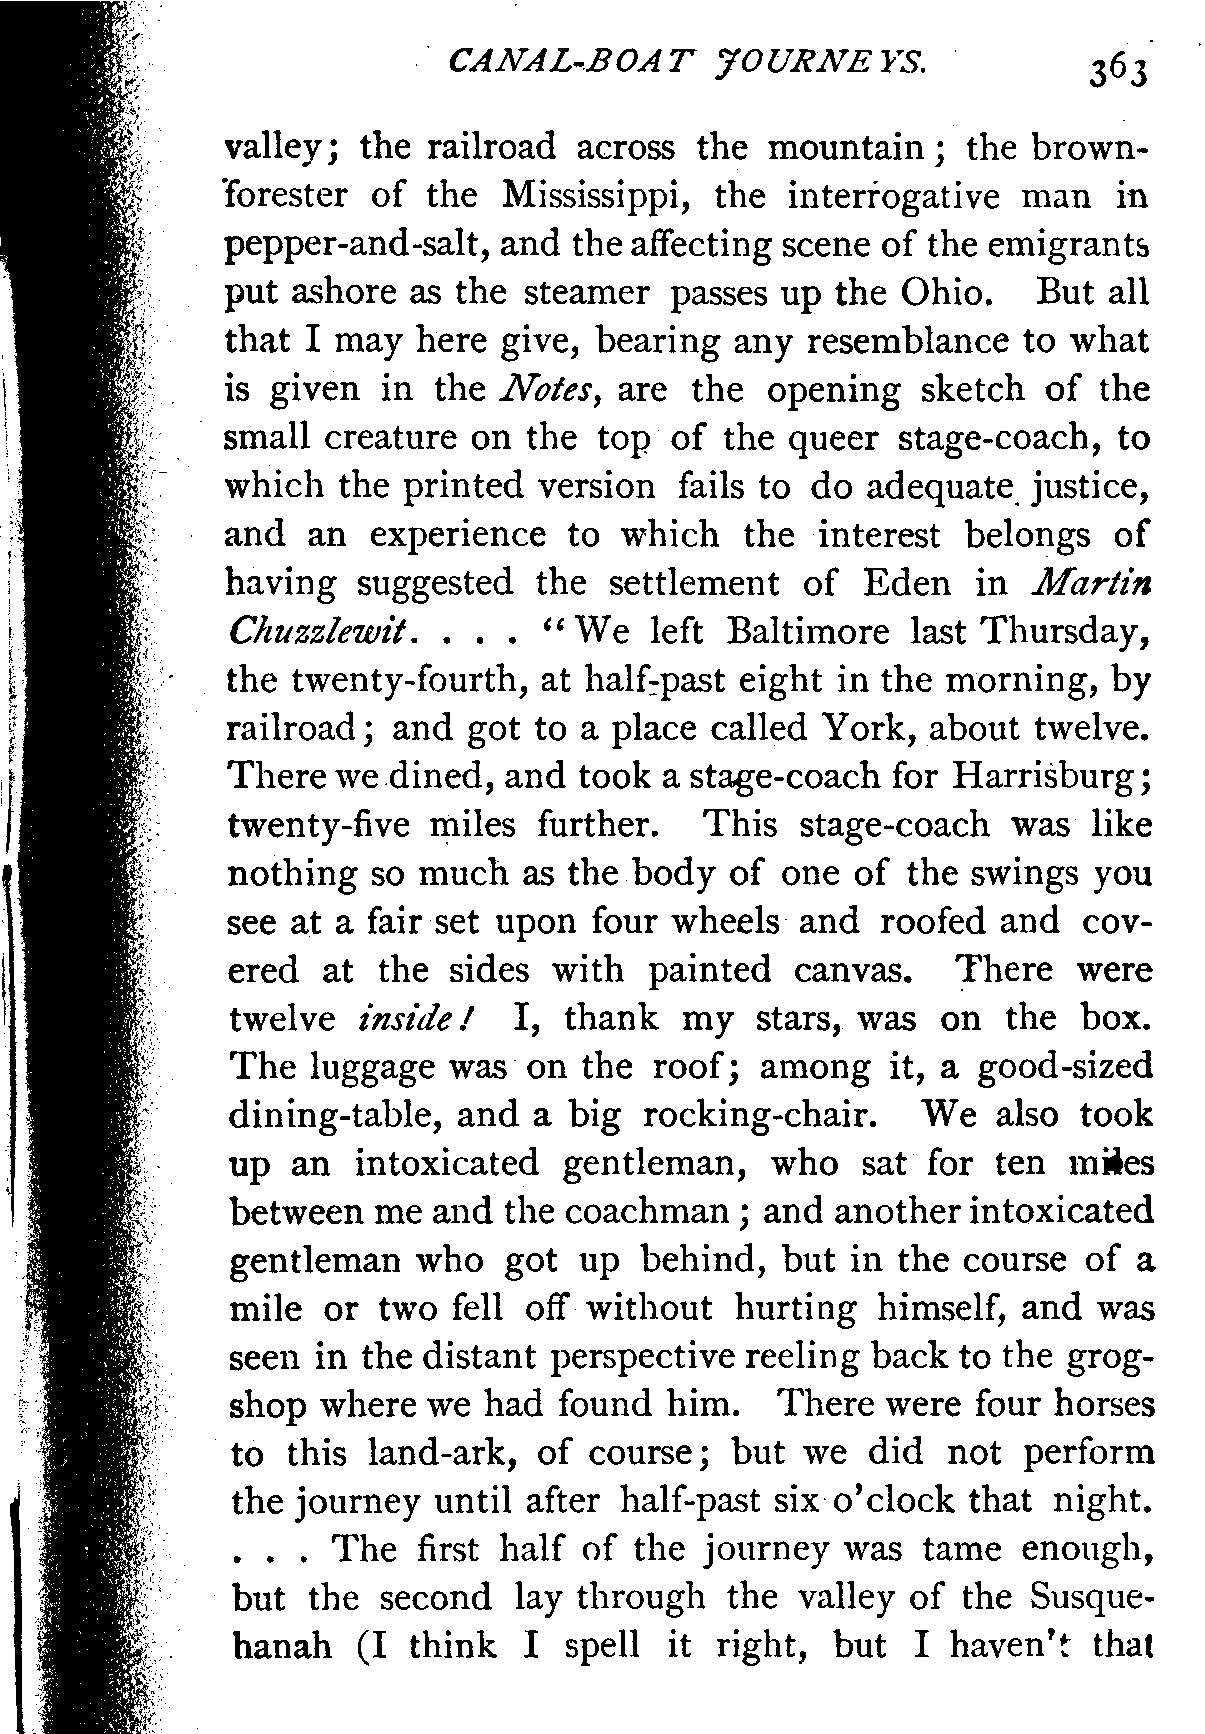 CANAL-BOAT JOURNEYS. 363
valley; the railroad across the mountain; the brown-
forester of the Mississippi, the interrogative man in
pepper-and-salt, and the affecting scene of the emigrants
put ashore as the steamer passes up the Ohio. But all
that I may here give, bearing any resemblance to what
is given in the Notes, are the opening sketch of the
small creature on the top of the queer stage-coach, to
which the printed version fails to do adequate justice,
and an experience to which the interest belongs of
having suggested the settlement of Eden in Martin
Chuzzlewit. . . . "We left Baltimore last Thursday,
the twenty-fourth, at half-past eight in the morning, by
railroad; and got to a place called York, about twelve.
There we dined, and took a stage-coach for Harrisburg;
twenty-five miles further. This stage-coach was like
nothing so much as the body of one of the swings you
see at a fair set upon four wheels and roofed and cov-
ered at the sides with painted canvas. There were
twelve inside! I, thank my stars, was on the box.
The luggage was on the roof; among it, a good-sized
dining-table, and a big rocking-chair. We also took
up an intoxicated gentleman, who sat for ten miles
between me and the coachman; and another intoxicated
gentleman who got up behind, but in the course of a
mile or two fell off without hurting himself, and was
seen in the distant perspective reeling back to the grog-
shop where we had found him. There were four horses
to this land-ark, of course; but we did not perform
the journey until after half-past six o'clock that night.
. . . The first half of the journey was tame enough,
but the second lay through the valley of the Susque-
hanah (I think I spell it right, but I haven't that